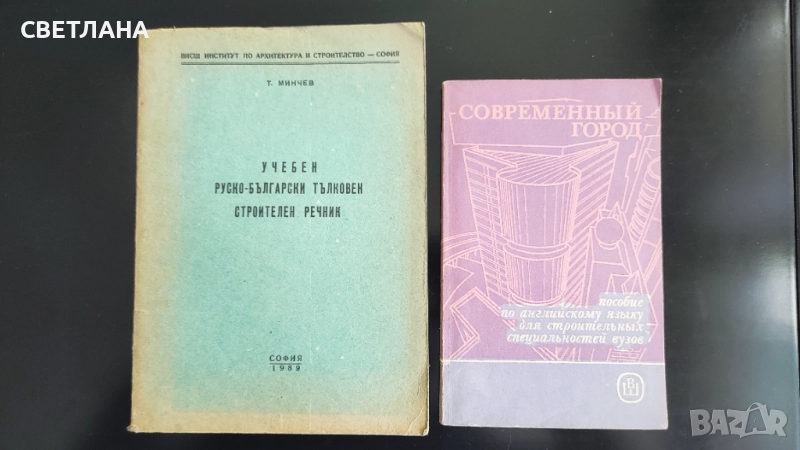 СВЕТЛАНА
ВИСШ ИНСТИТУТ ПО АРХИТЕКТУРА И СТРОИТЕЛСТВО — СОФИЯ
Т. МИНЧЕВ
УЧЕБЕН
РУСКО-БЪЛГАРСКИ ТЪЛКОВЕН
СТРОИТЕЛЕН РЕЧНИК
СОФИЯ
1989
СОВРЕМЕННЫЙ
ГОРОД
пособие
по английскому языку
для строительных
специальностей вузов
BAZAR